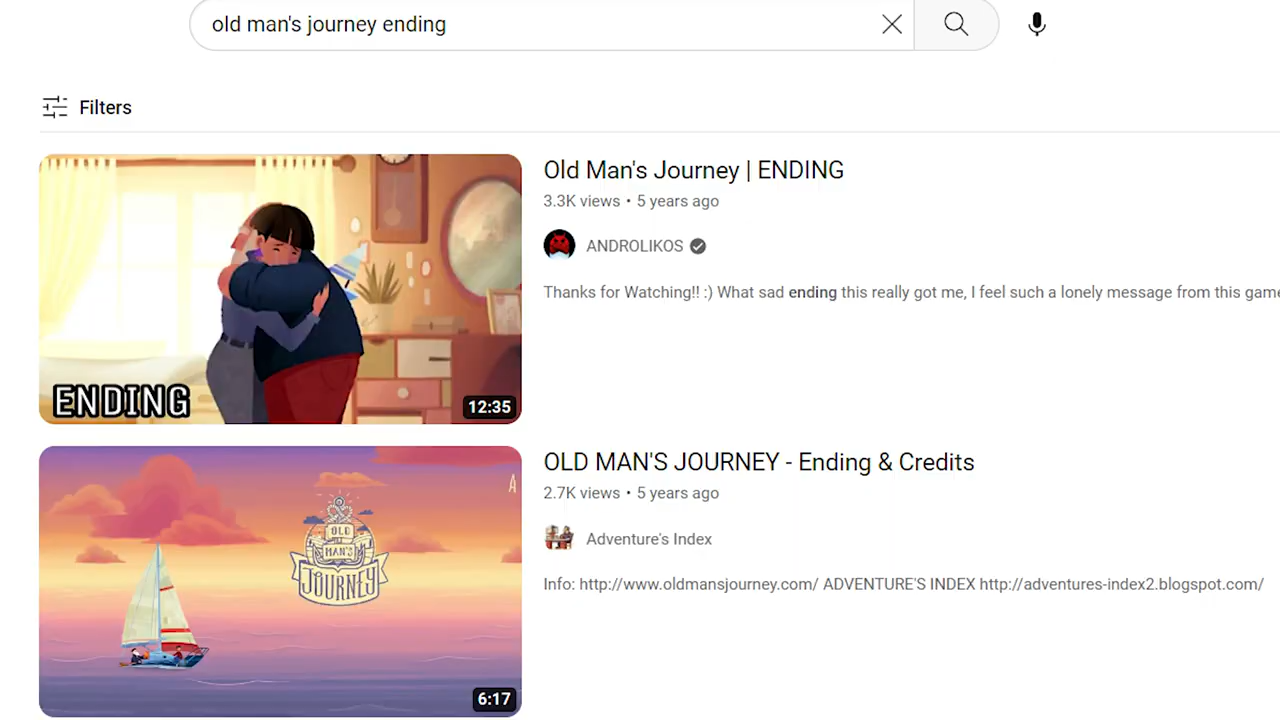 old man's journey ending
Filters
Old Man's Journey | ENDING
3.3K views • 5 years ago
ANDROLIKOS
Thanks for Watching!! :) What sad ending this really got me, I feel such a lonely message from this game
ENDING
12:35
OLD MAN'S JOURNEY - Ending & Credits
2.7K views • 5 years ago
Adventure's Index
Info: http://www.oldmansjourney.com/ ADVENTURE'S INDEX http://adventures-index2.blogspot.com/
A
OLD
MAN'S
JOURNEY
6:17